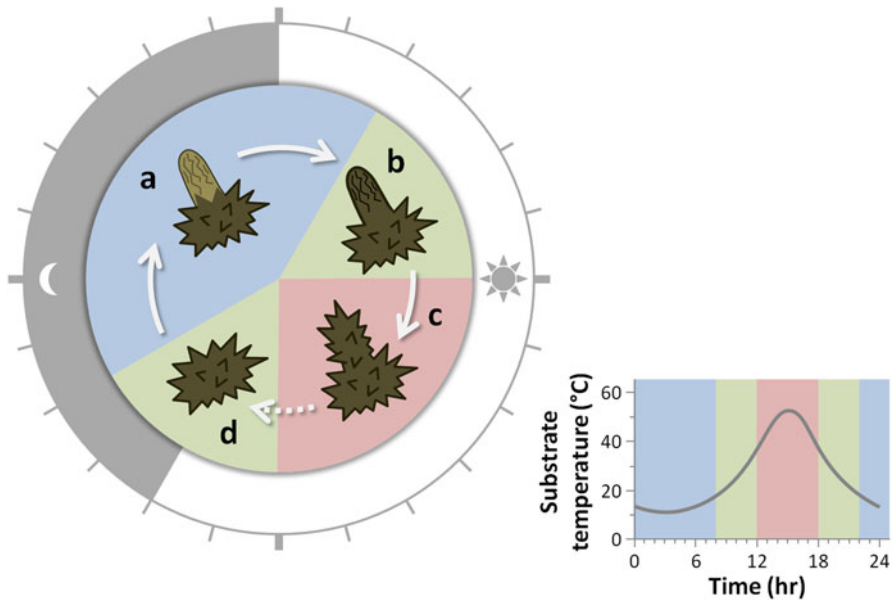 a
b
c
d
Substrate
temperature (°C)
60
40
20
0
0 6 12 18 24
Time (hr)